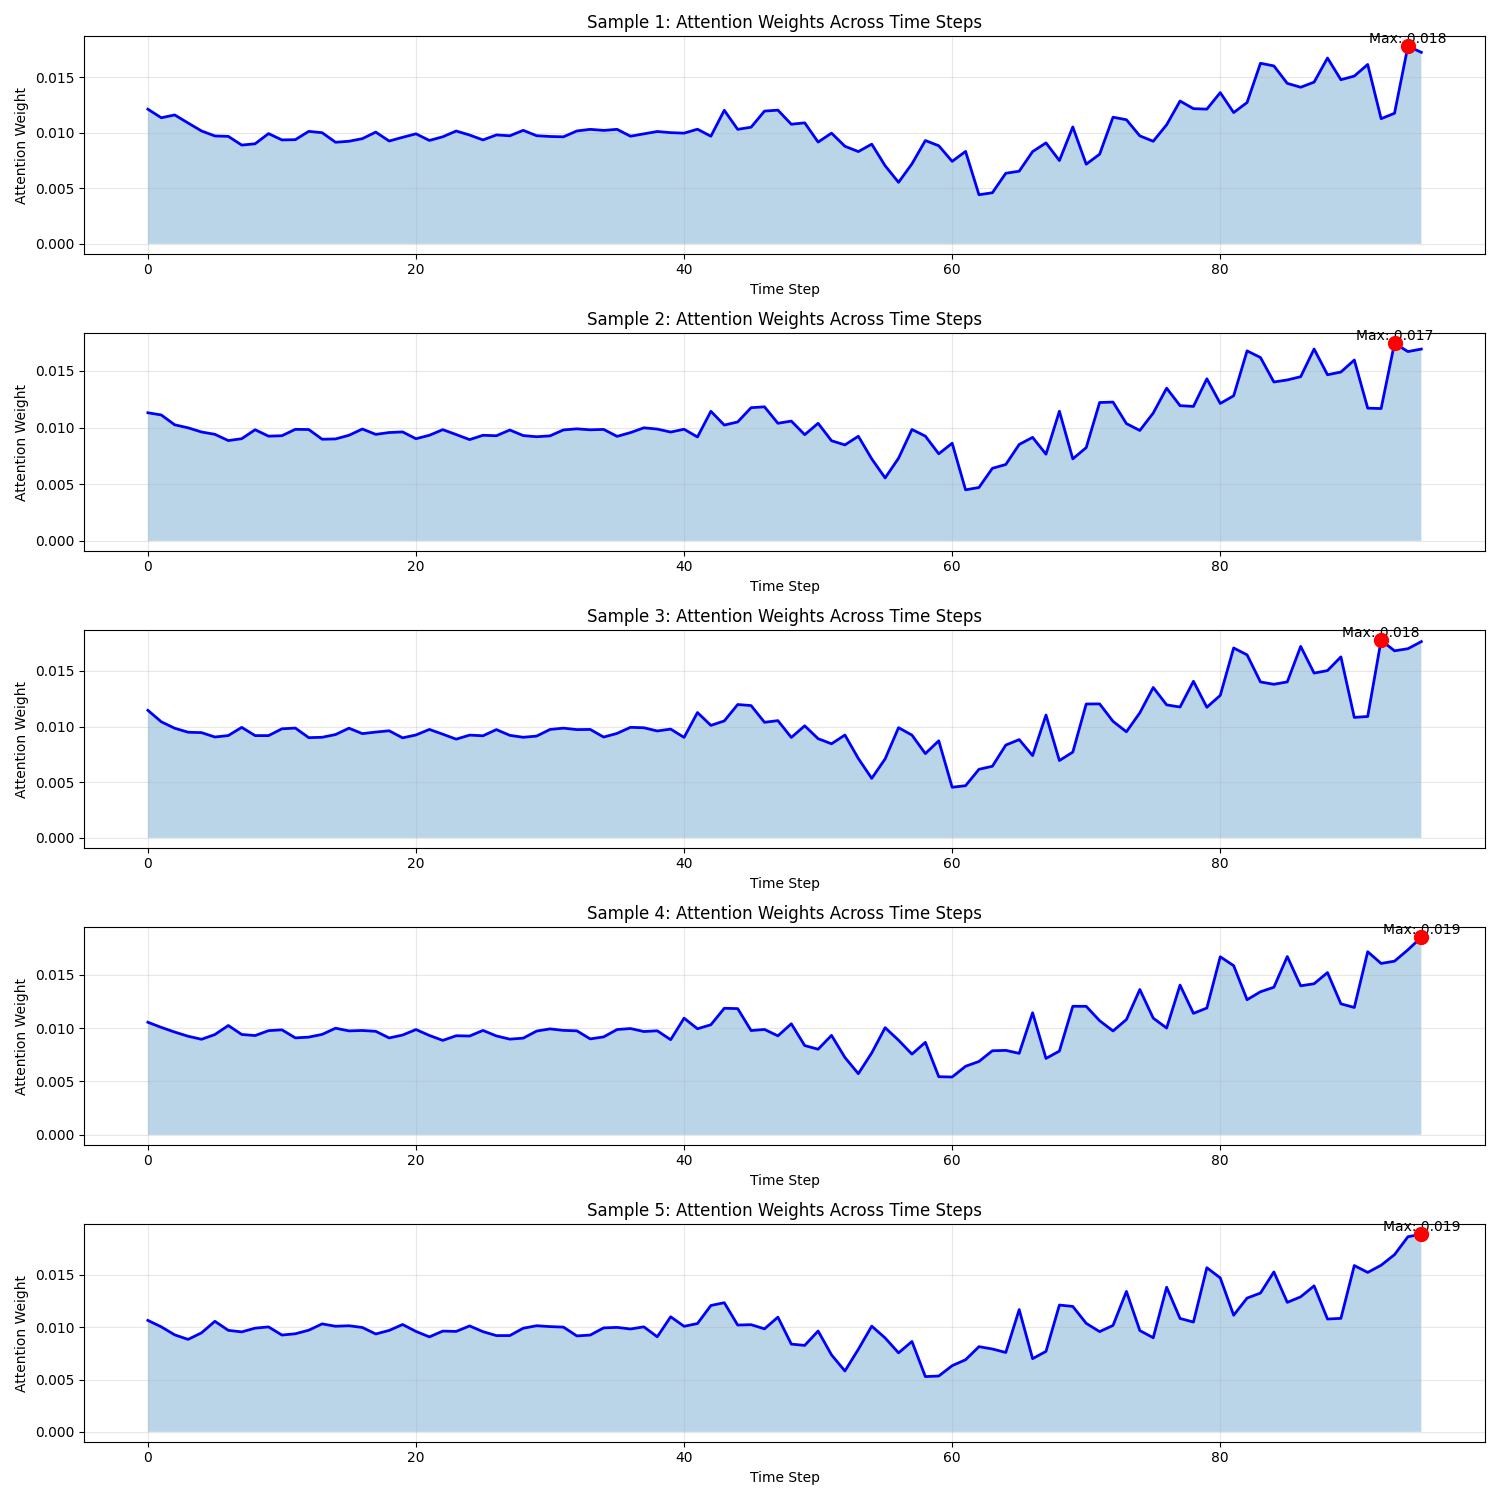 Sample 1: Attention Weights Across Time Steps
Max: 0.018
Attention Weight
0.015
0.010
0.005
0.000
0 20 40 60 80
Time Step
Sample 2: Attention Weights Across Time Steps
Max: 0.017
Attention Weight
0.015
0.010
0.005
0.000
0 20 40 60 80
Time Step
Sample 3: Attention Weights Across Time Steps
Max: 0.018
Attention Weight
0.015
0.010
0.005
0.000
0 20 40 60 80
Time Step
Sample 4: Attention Weights Across Time Steps
Max: 0.019
Attention Weight
0.015
0.010
0.005
0.000
0 20 40 60 80
Time Step
Sample 5: Attention Weights Across Time Steps
Max: 0.019
Attention Weight
0.015
0.010
0.005
0.000
0 20 40 60 80
Time Step